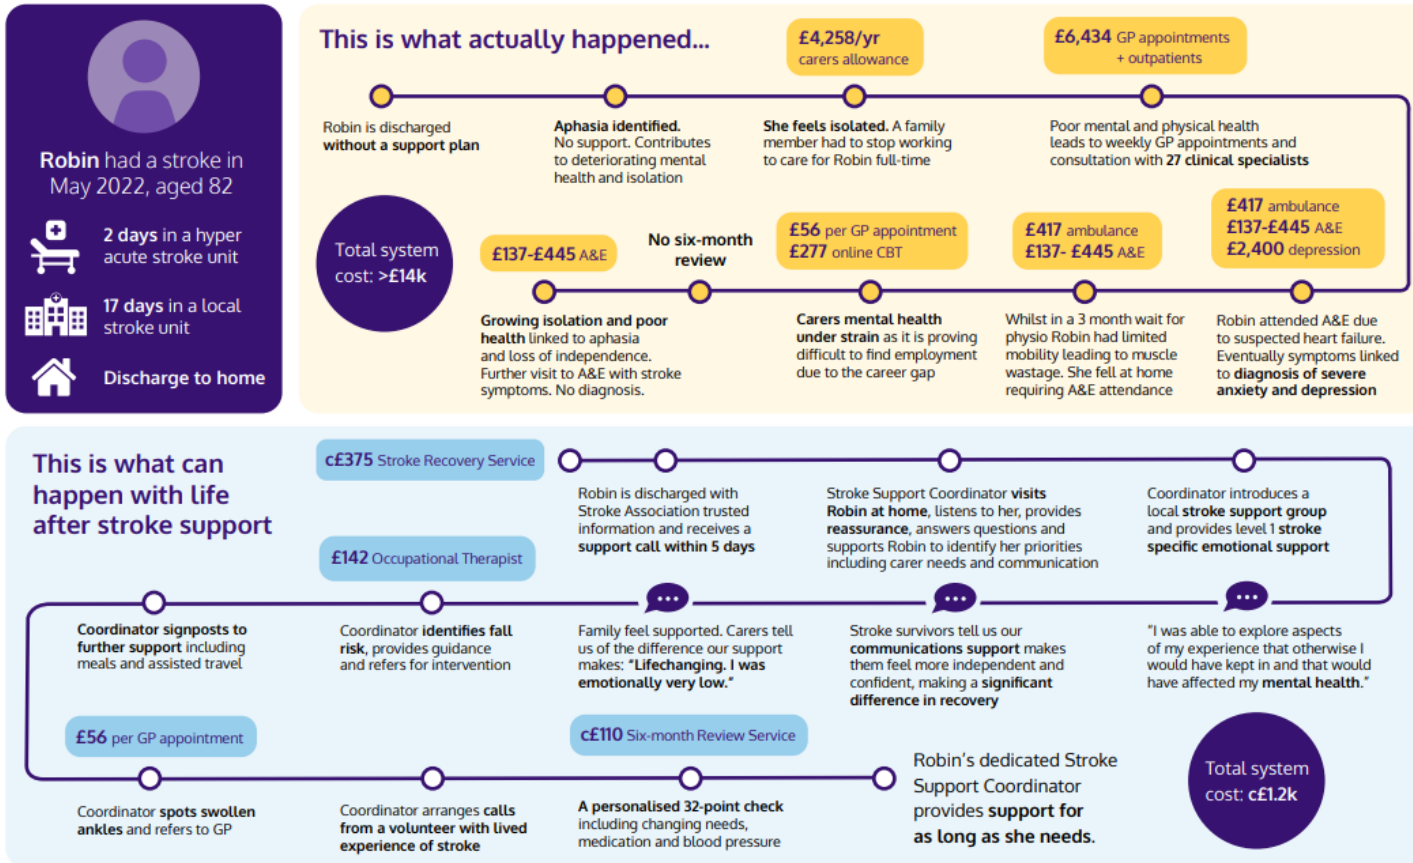 Robin had a stroke in
May 2022, aged 82
2 days in a hyper
acute stroke unit
17 days in a local
stroke unit
Discharge to home
This is what actually happened...
£4,258/yr
carers allowance
£6,434 GP appointments
+ outpatients
Robin is discharged
without a support plan
Aphasia identified.
No support. Contributes
to deteriorating mental
health and isolation
She feels isolated. A family
member had to stop working
to care for Robin full-time
Poor mental and physical health
leads to weekly GP appointments and
consultation with 27 clinical specialists
£417 ambulance
£137-£445 A&E
£2,400 depression
Robin attended A&E due
to suspected heart failure.
Eventually symptoms linked
to diagnosis of severe
anxiety and depression
£417 ambulance
£137- £445 A&E
Whilst in a 3 month wait for
physio Robin had limited
mobility leading to muscle
wastage. She fell at home
requiring A&E attendance
£56 per GP appointment
£277 online CBT
Carers mental health
under strain as it is proving
difficult to find employment
due to the career gap
No six-month
review
£137-£445 A&E
Growing isolation and poor
health linked to aphasia
and loss of independence.
Further visit to A&E with stroke
symptoms. No diagnosis.
Total system
cost: >£14k
This is what can
happen with life
after stroke support
c£375 Stroke Recovery Service
Robin is discharged with
Stroke Association trusted
information and receives a
support call within 5 days
Stroke Support Coordinator visits
Robin at home, listens to her, provides
reassurance, answers questions and
supports Robin to identify her priorities
including carer needs and communication
Coordinator introduces a
local stroke support group
and provides level 1 stroke
specific emotional support
"I was able to explore aspects
of my experience that otherwise I
would have kept in and that would
have affected my mental health."
Stroke survivors tell us our
communications support makes
them feel more independent and
confident, making a significant
difference in recovery
Family feel supported. Carers tell
us of the difference our support
makes: "Lifechanging. I was
emotionally very low."
£142 Occupational Therapist
Coordinator identifies fall
risk, provides guidance
and refers for intervention
Coordinator signposts to
further support including
meals and assisted travel
£56 per GP appointment
Coordinator spots swollen
ankles and refers to GP
Coordinator arranges calls
from a volunteer with lived
experience of stroke
c£110 Six-month Review Service
A personalised 32-point check
including changing needs,
medication and blood pressure
Robin's dedicated Stroke
Support Coordinator
provides support for
as long as she needs.
Total system
cost: c£1.2k